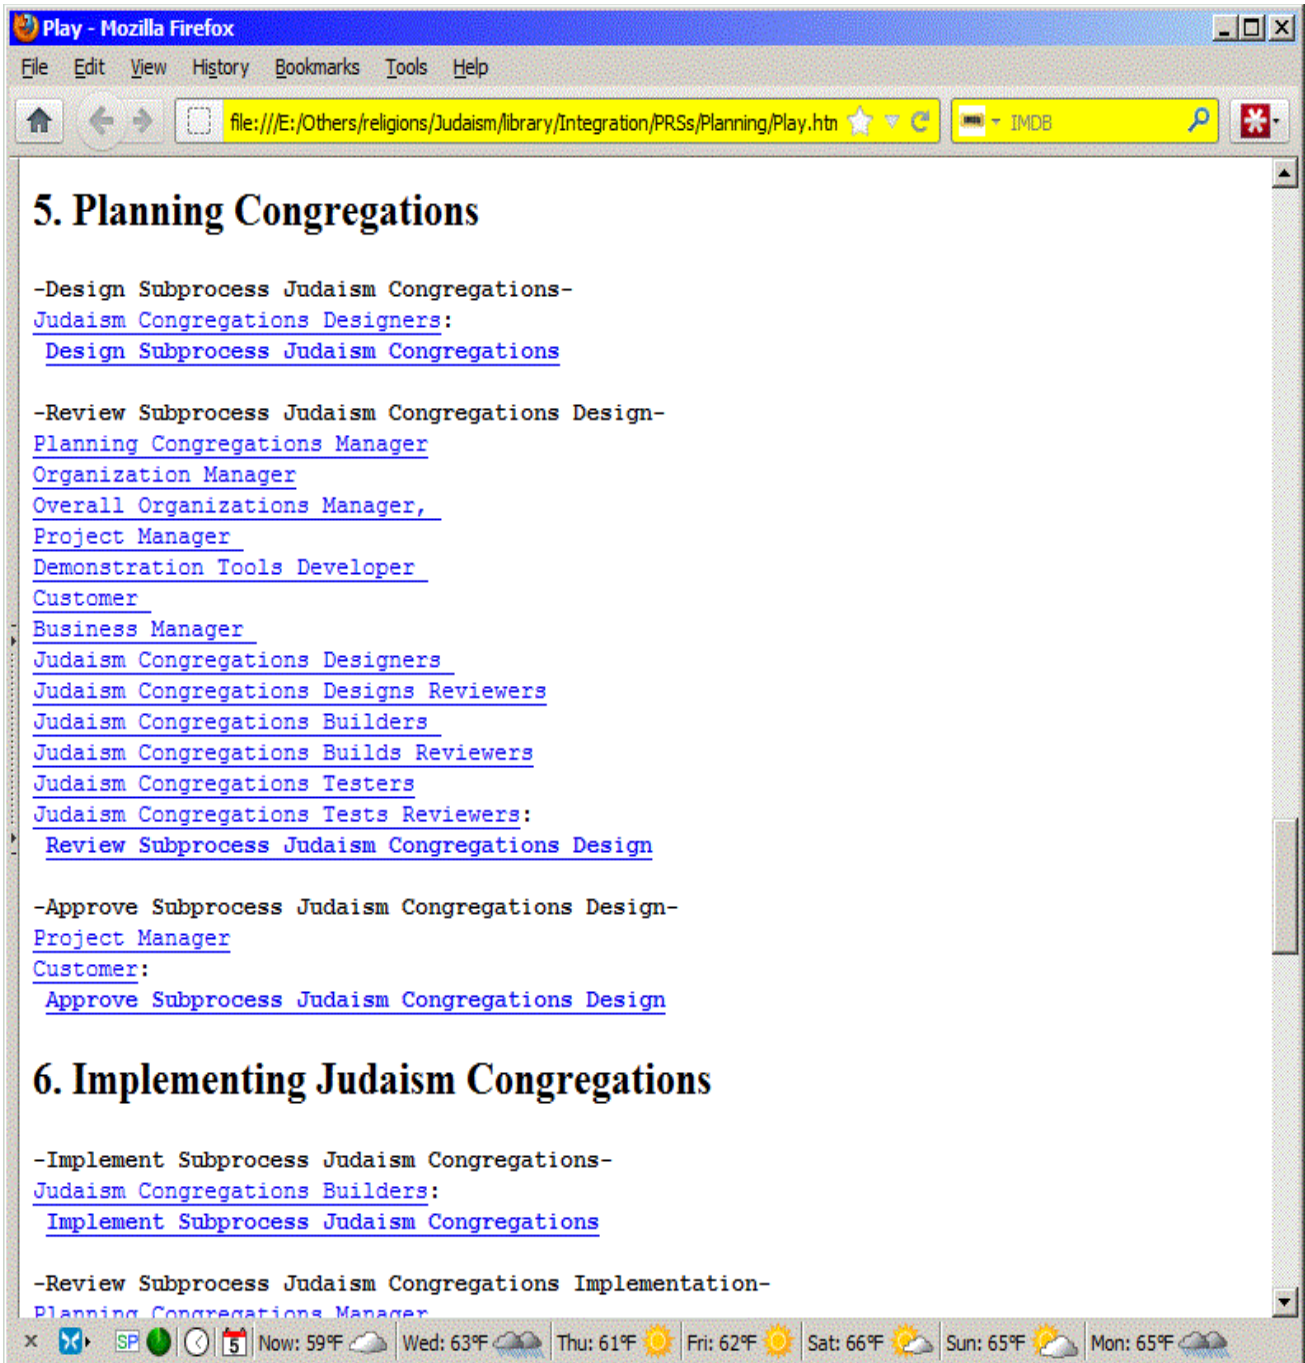 Play - Mozilla Firefox
File Edit View History Bookmarks Tools Help
file:///E:/Others/religions/Judaism/library/Integration/PRSs/Planning/Play.htn IMDB
5. Planning Congregations
-Design Subprocess Judaism Congregations-
Judaism Congregations Designers:
Design Subprocess Judaism Congregations
-Review Subprocess Judaism Congregations Design-
Planning Congregations Manager
Organization Manager
Overall Organizations Manager,
Project Manager
Demonstration Tools Developer
Customer
Business Manager
Judaism Congregations Designers
Judaism Congregations Designs Reviewers
Judaism Congregations Builders
Judaism Congregations Builds Reviewers
Judaism Congregations Testers
Judaism Congregations Tests Reviewers:
Review Subprocess Judaism Congregations Design
-Approve Subprocess Judaism Congregations Design-
Project Manager
Customer:
Approve Subprocess Judaism Congregations Design
6. Implementing Judaism Congregations
-Implement Subprocess Judaism Congregations-
Judaism Congregations Builders:
Implement Subprocess Judaism Congregations
-Review Subprocess Judaism Congregations Implementation-
Planning Congregations Manager
SP 5 Now: 59°F Wed: 63°F Thu: 61°F Fri: 62°F Sat: 66°F Sun: 65°F Mon: 65°F